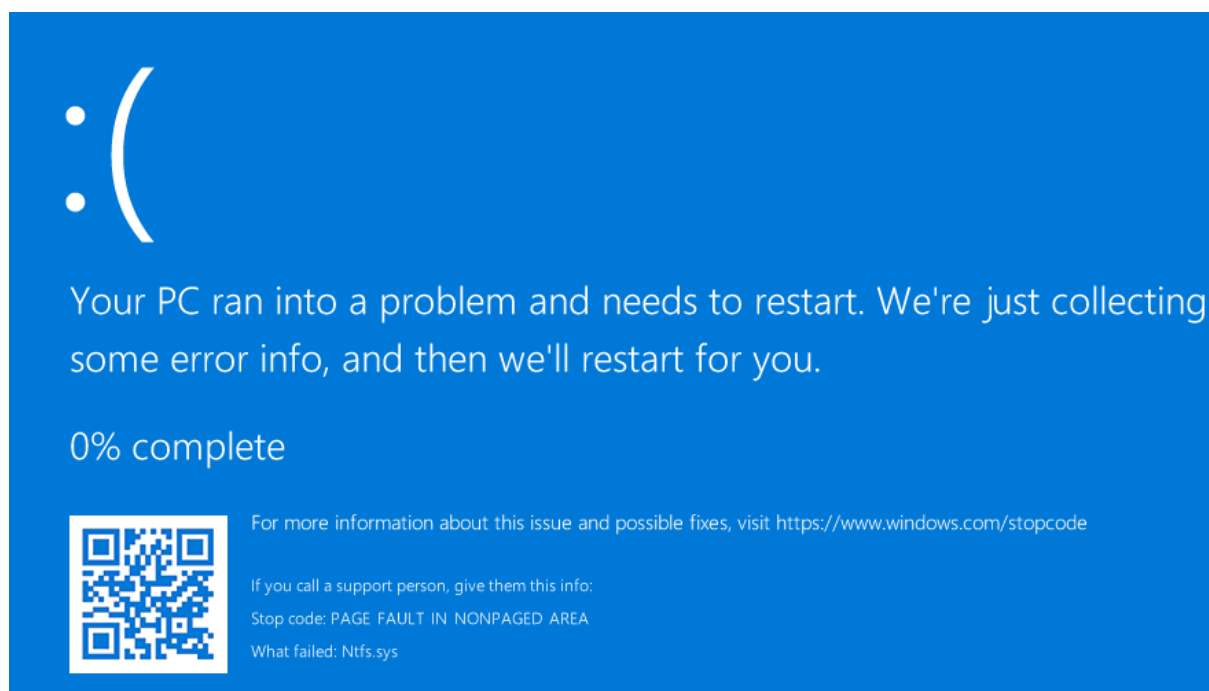 :(
Your PC ran into a problem and needs to restart. We're just collecting
some error info, and then we'll restart for you.
0% complete
For more information about this issue and possible fixes, visit https://www.windows.com/stopcode
If you call a support person, give them this info:
Stop code: PAGE FAULT IN NONPAGED AREA
What failed: Ntfs.sys